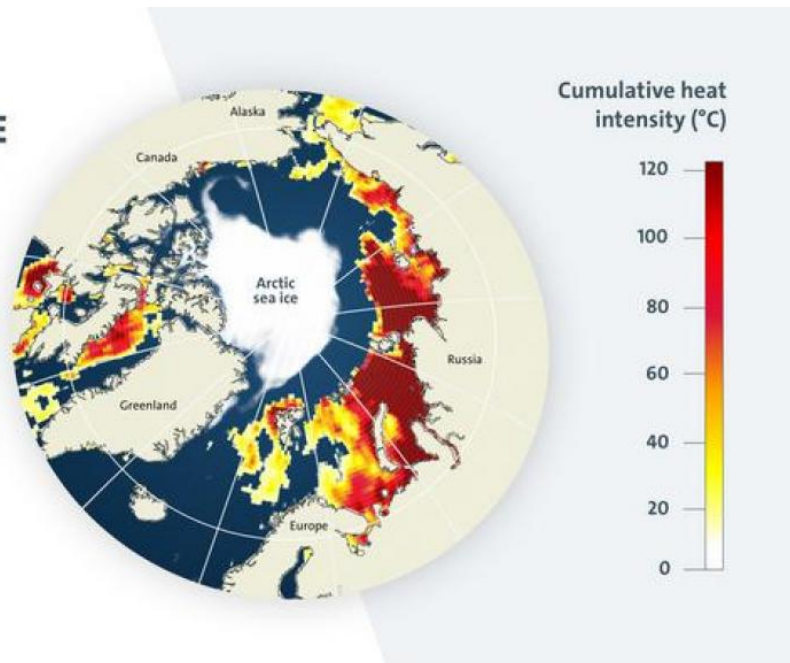 E
Cumulative heat
intensity (°C)
Alaska
Canada
Arctic
sea ice
Russia
Greenland
Europe
120
100
80
60
40
20
0